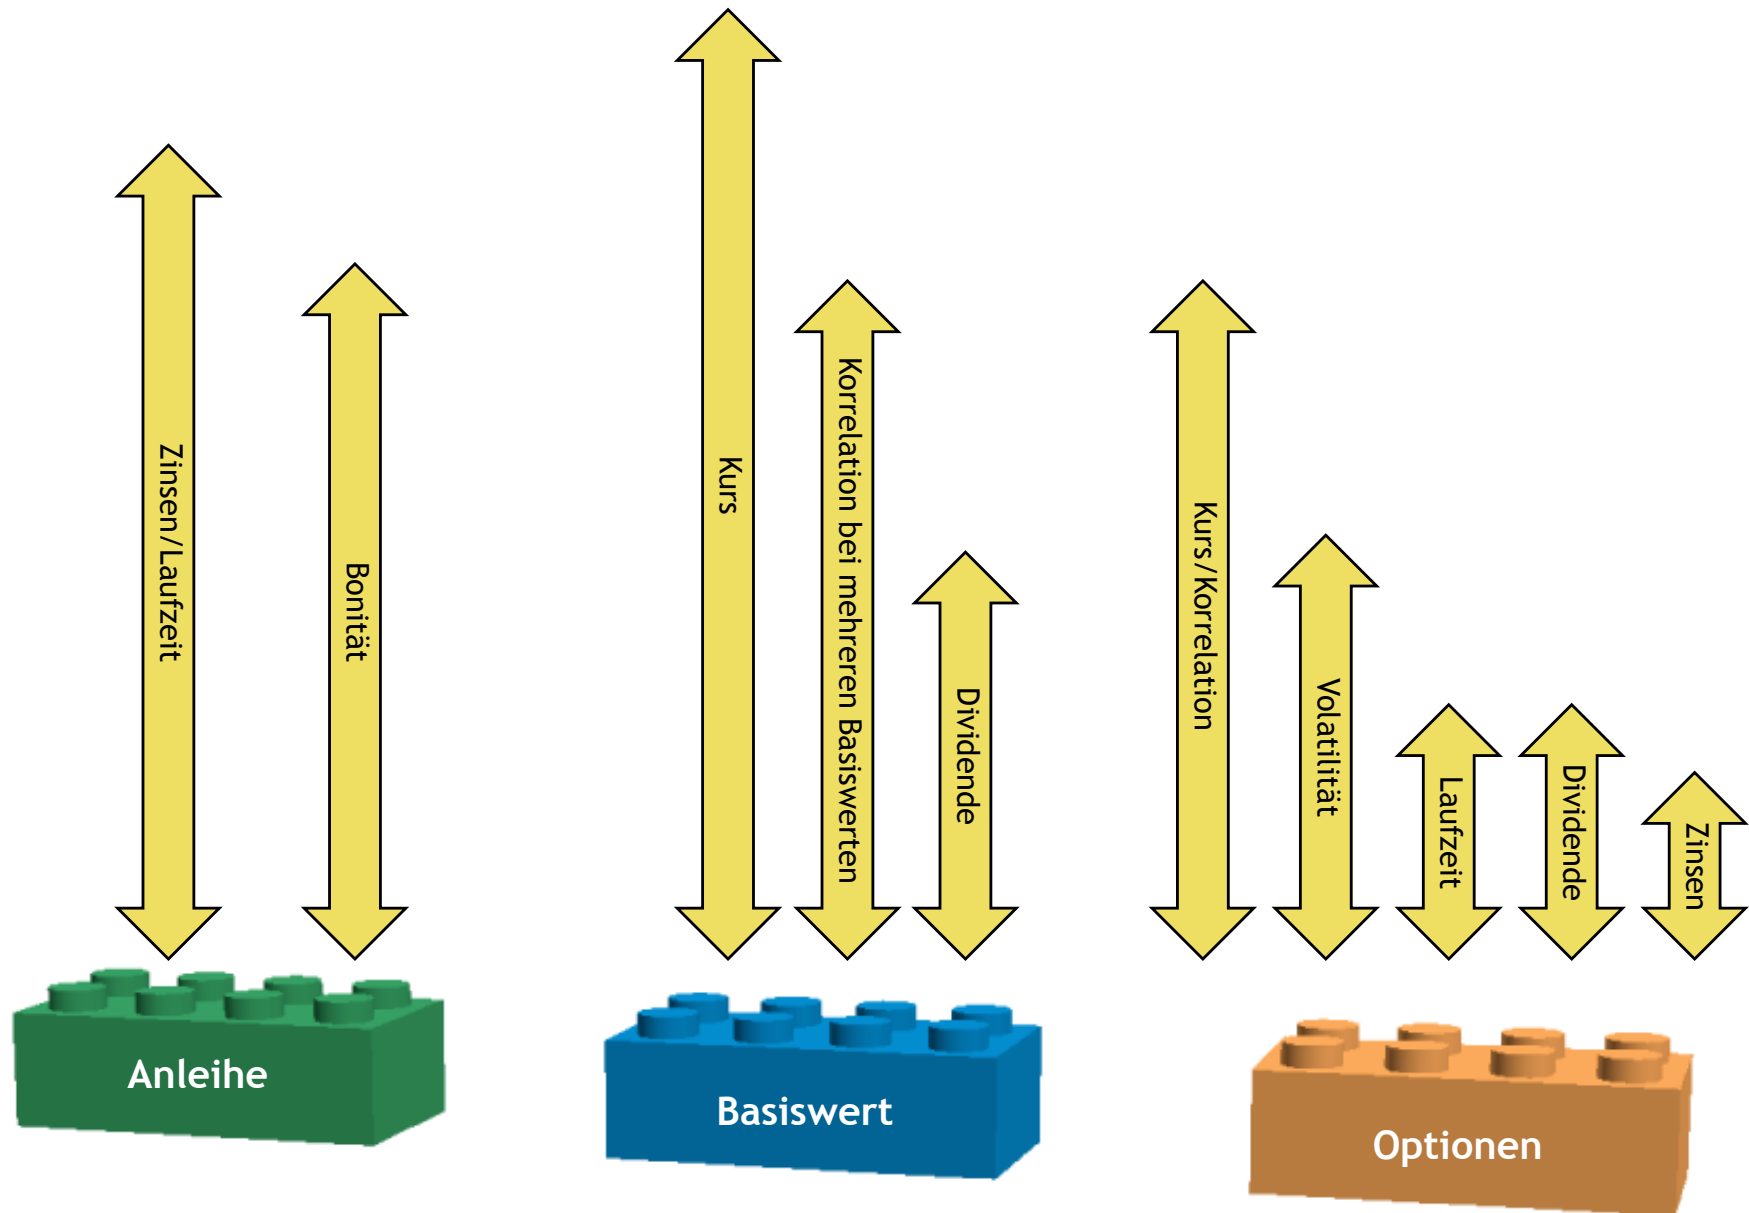 Zinsen/Laufzeit
Bonität
Kurs
Korrelation bei mehreren Basiswerten
Dividende
Kurs/Korrelation
Volatilität
Laufzeit
Dividende
Zinsen
Anleihe
Basiswert
Optionen